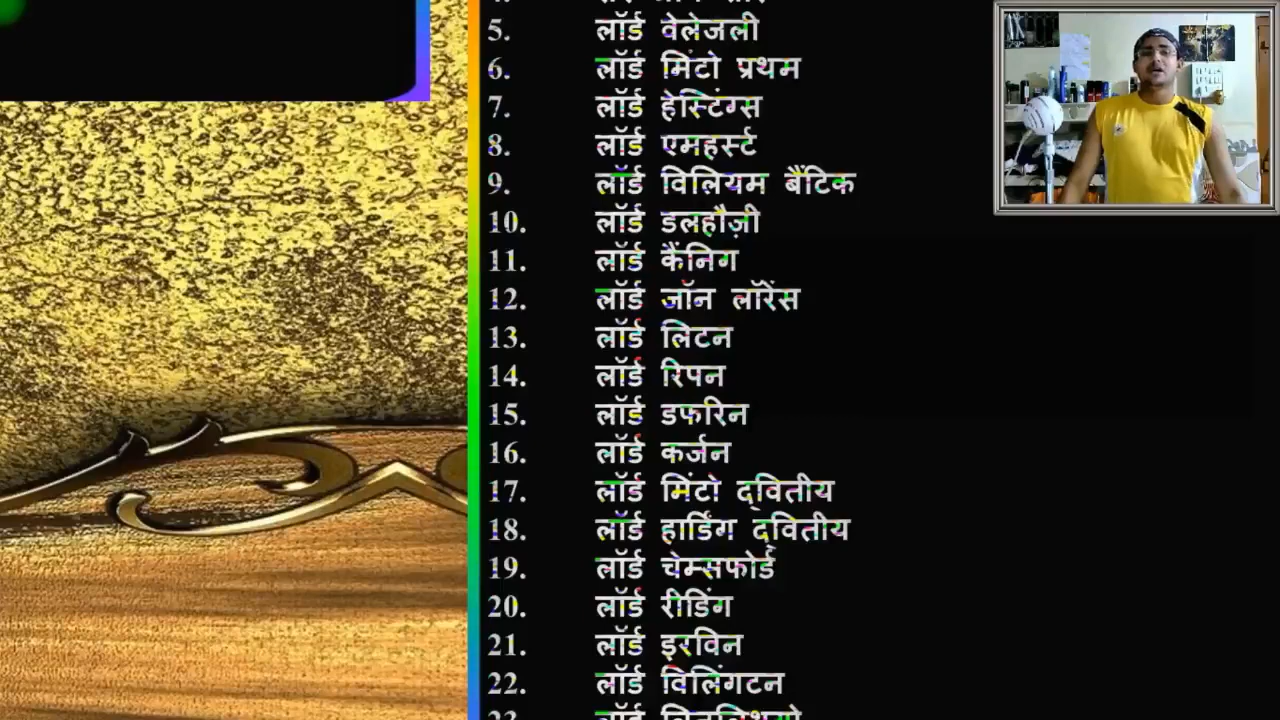 5. लॉर्ड वेलेजली
6. लॉर्ड मिंटो प्रथम
7. लॉर्ड हेस्टिंग्स
8. लॉर्ड एमहर्स्ट
9. लॉर्ड विलियम बैंटिक
10. लॉर्ड डलहौज़ी
11. लॉर्ड कैंनिग
12. लॉर्ड जॉन लॉरेंस
13. लॉर्ड लिटन
14. लॉर्ड रिपन
15. लॉर्ड डफरिन
16. लॉर्ड कर्जन
17. लॉर्ड मिंटो द्वितीय
18. लॉर्ड हार्डिंग द्वितीय
19. लॉर्ड चेम्सफोर्ड
20. लॉर्ड रीडिंग
21. लॉर्ड इरविन
22. लॉर्ड विलिंगटन